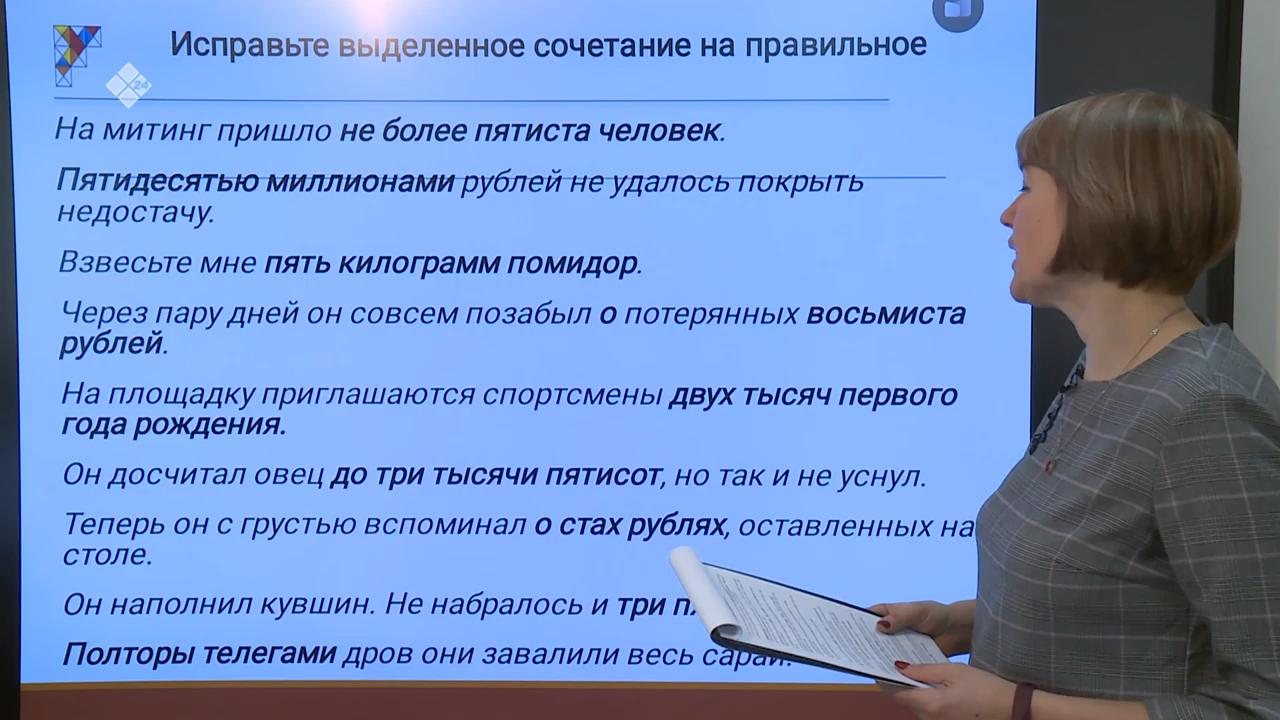 Исправьте выделенное сочетание на правильное
x24
На митинг пришло не более пятиста человек.
Пятидесятью миллионами рублей не удалось покрыть
недостачу.
Взвесьте мне пять килограмм помидор.
Через пару дней он совсем позабыл о потерянных восьмиста
рублей.
На площадку приглашаются спортсмены двух тысяч первого
года рождения.
Он досчитал овец до три тысячи пятисот, но так и не уснул.
Теперь он с грустью вспоминал о стах рублях, оставленных на
столе.
Он наполнил кувшин. Не набралось и три
Полторы телегами дров они завалили весь сарай.